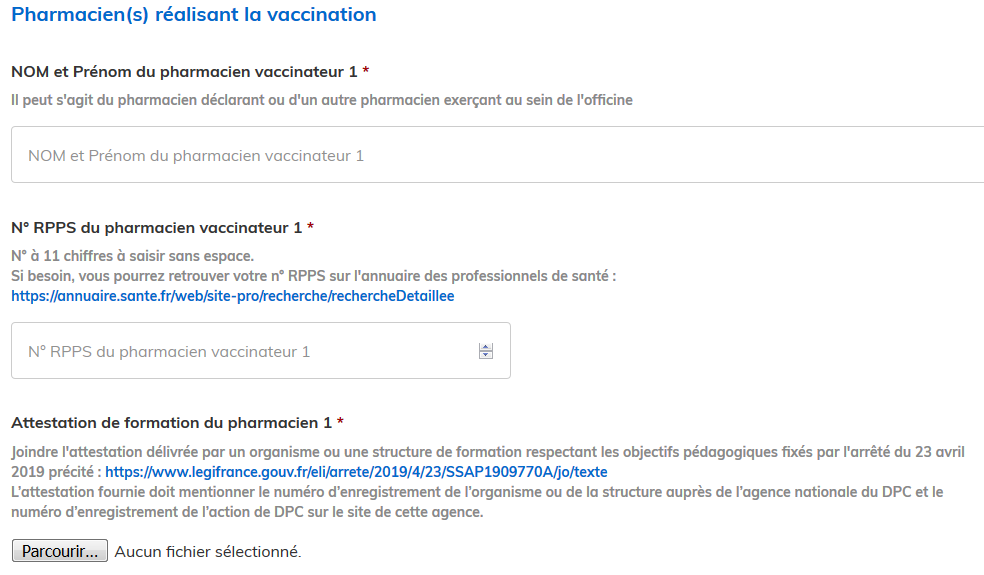 Pharmacien(s) réalisant la vaccination
NOM et Prénom du pharmacien vaccinateur 1 *
Il peut s'agit du pharmacien déclarant ou d'un autre pharmacien exerçant au sein de l'officine
NOM et Prénom du pharmacien vaccinateur 1
N° RPPS du pharmacien vaccinateur 1 *
N° à 11 chiffres à saisir sans espace.
Si besoin, vous pourrez retrouver votre n° RPPS sur l'annuaire des professionnels de santé :
https://annuaire.sante.fr/web/site-pro/recherche/rechercheDetaillee
N° RPPS du pharmacien vaccinateur 1
Attestation de formation du pharmacien 1 *
Joindre l'attestation délivrée par un organisme ou une structure de formation respectant les objectifs pédagogiques fixés par l'arrêté du 23 avril
2019 précité : https://www.legifrance.gouv.fr/eli/arrete/2019/4/23/SSAP1909770A/jo/texte
L'attestation fournie doit mentionner le numéro d'enregistrement de l'organisme ou de la structure auprès de l'agence nationale du DPC et le
numéro d'enregistrement de l'action de DPC sur le site de cette agence.
Parcourir... Aucun fichier sélectionné.